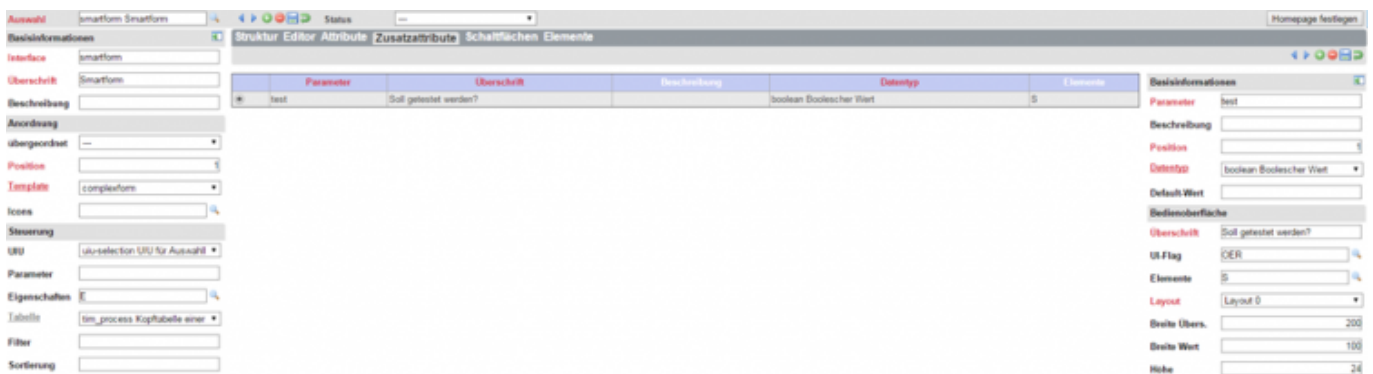 Auswahl smartform Smartform Status --- Homepage festlegen
Basisinformationen
Struktur Editor Attribute Zusatzattribute Schaltflächen Elemente
Interface smartform
Überschrift Smartform
Beschreibung
Anordnung
übergeordnet ---
Position 1
Template complexform
Icons
Steuerung
UIU uiu-selection UIU für Auswahl
Parameter
Eigenschaften E
Tabelle tim_process Kopftabelle einer
Filter
Sortierung
Parameter Überschrift Beschreibung Datentyp Elemente
test Soll getestet werden? boolean Boolescher Wert S
Basisinformationen
Parameter test
Beschreibung
Position 1
Datentyp boolean Boolescher Wert
Default-Wert
Bedienoberfläche
Überschrift Soll getestet werden?
UI-Flag OER
Elemente S
Layout Layout 0
Breite Übers. 200
Breite Wert 100
Höhe 24